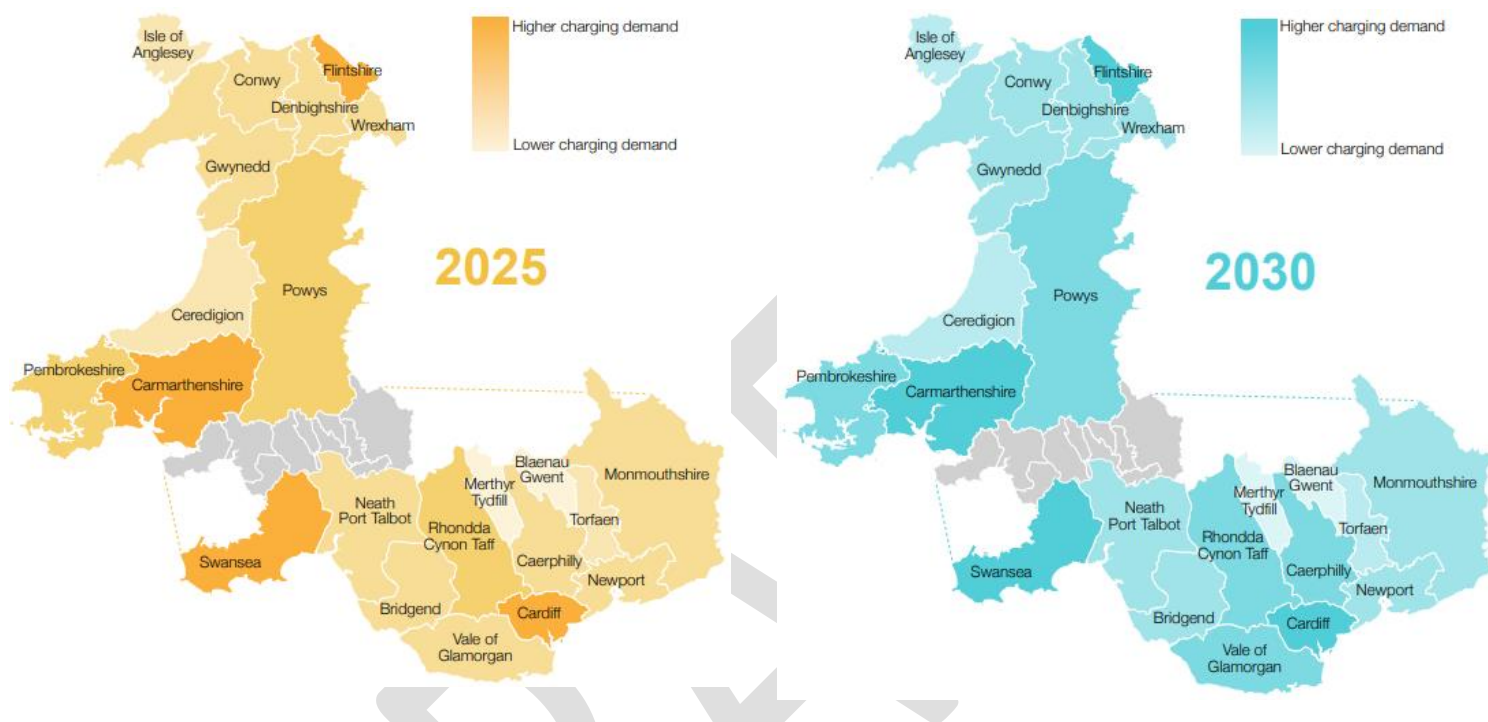 Isle of
Anglesey
Higher charging demand
Flintshire
Conwy
Denbighshire
Wrexham
Lower charging demand
Gwynedd
2025
Powys
Ceredigion
Pembrokeshire
Carmarthenshire
Monmouthshire
Blaenau
Gwent
Merthyr
Tydfill
Neath
Port Talbot
Torfaen
Rhondda
Cynon Taff
Caerphilly
Swansea
Newport
Bridgend
Cardiff
Vale of
Glamorgan
Isle of
Anglesey
Higher charging demand
Flintshire
Conwy
Denbighshire
Wrexham
Lower charging demand
Gwynedd
2030
Powys
Ceredigion
Pembrokeshire
Carmarthenshire
Monmouthshire
Blaenau
Gwent
Merthyr
Tydfill
Neath
Port Talbot
Torfaen
Rhondda
Cynon Taff
Caerphilly
Swansea
Newport
Bridgend
Cardiff
Vale of
Glamorgan